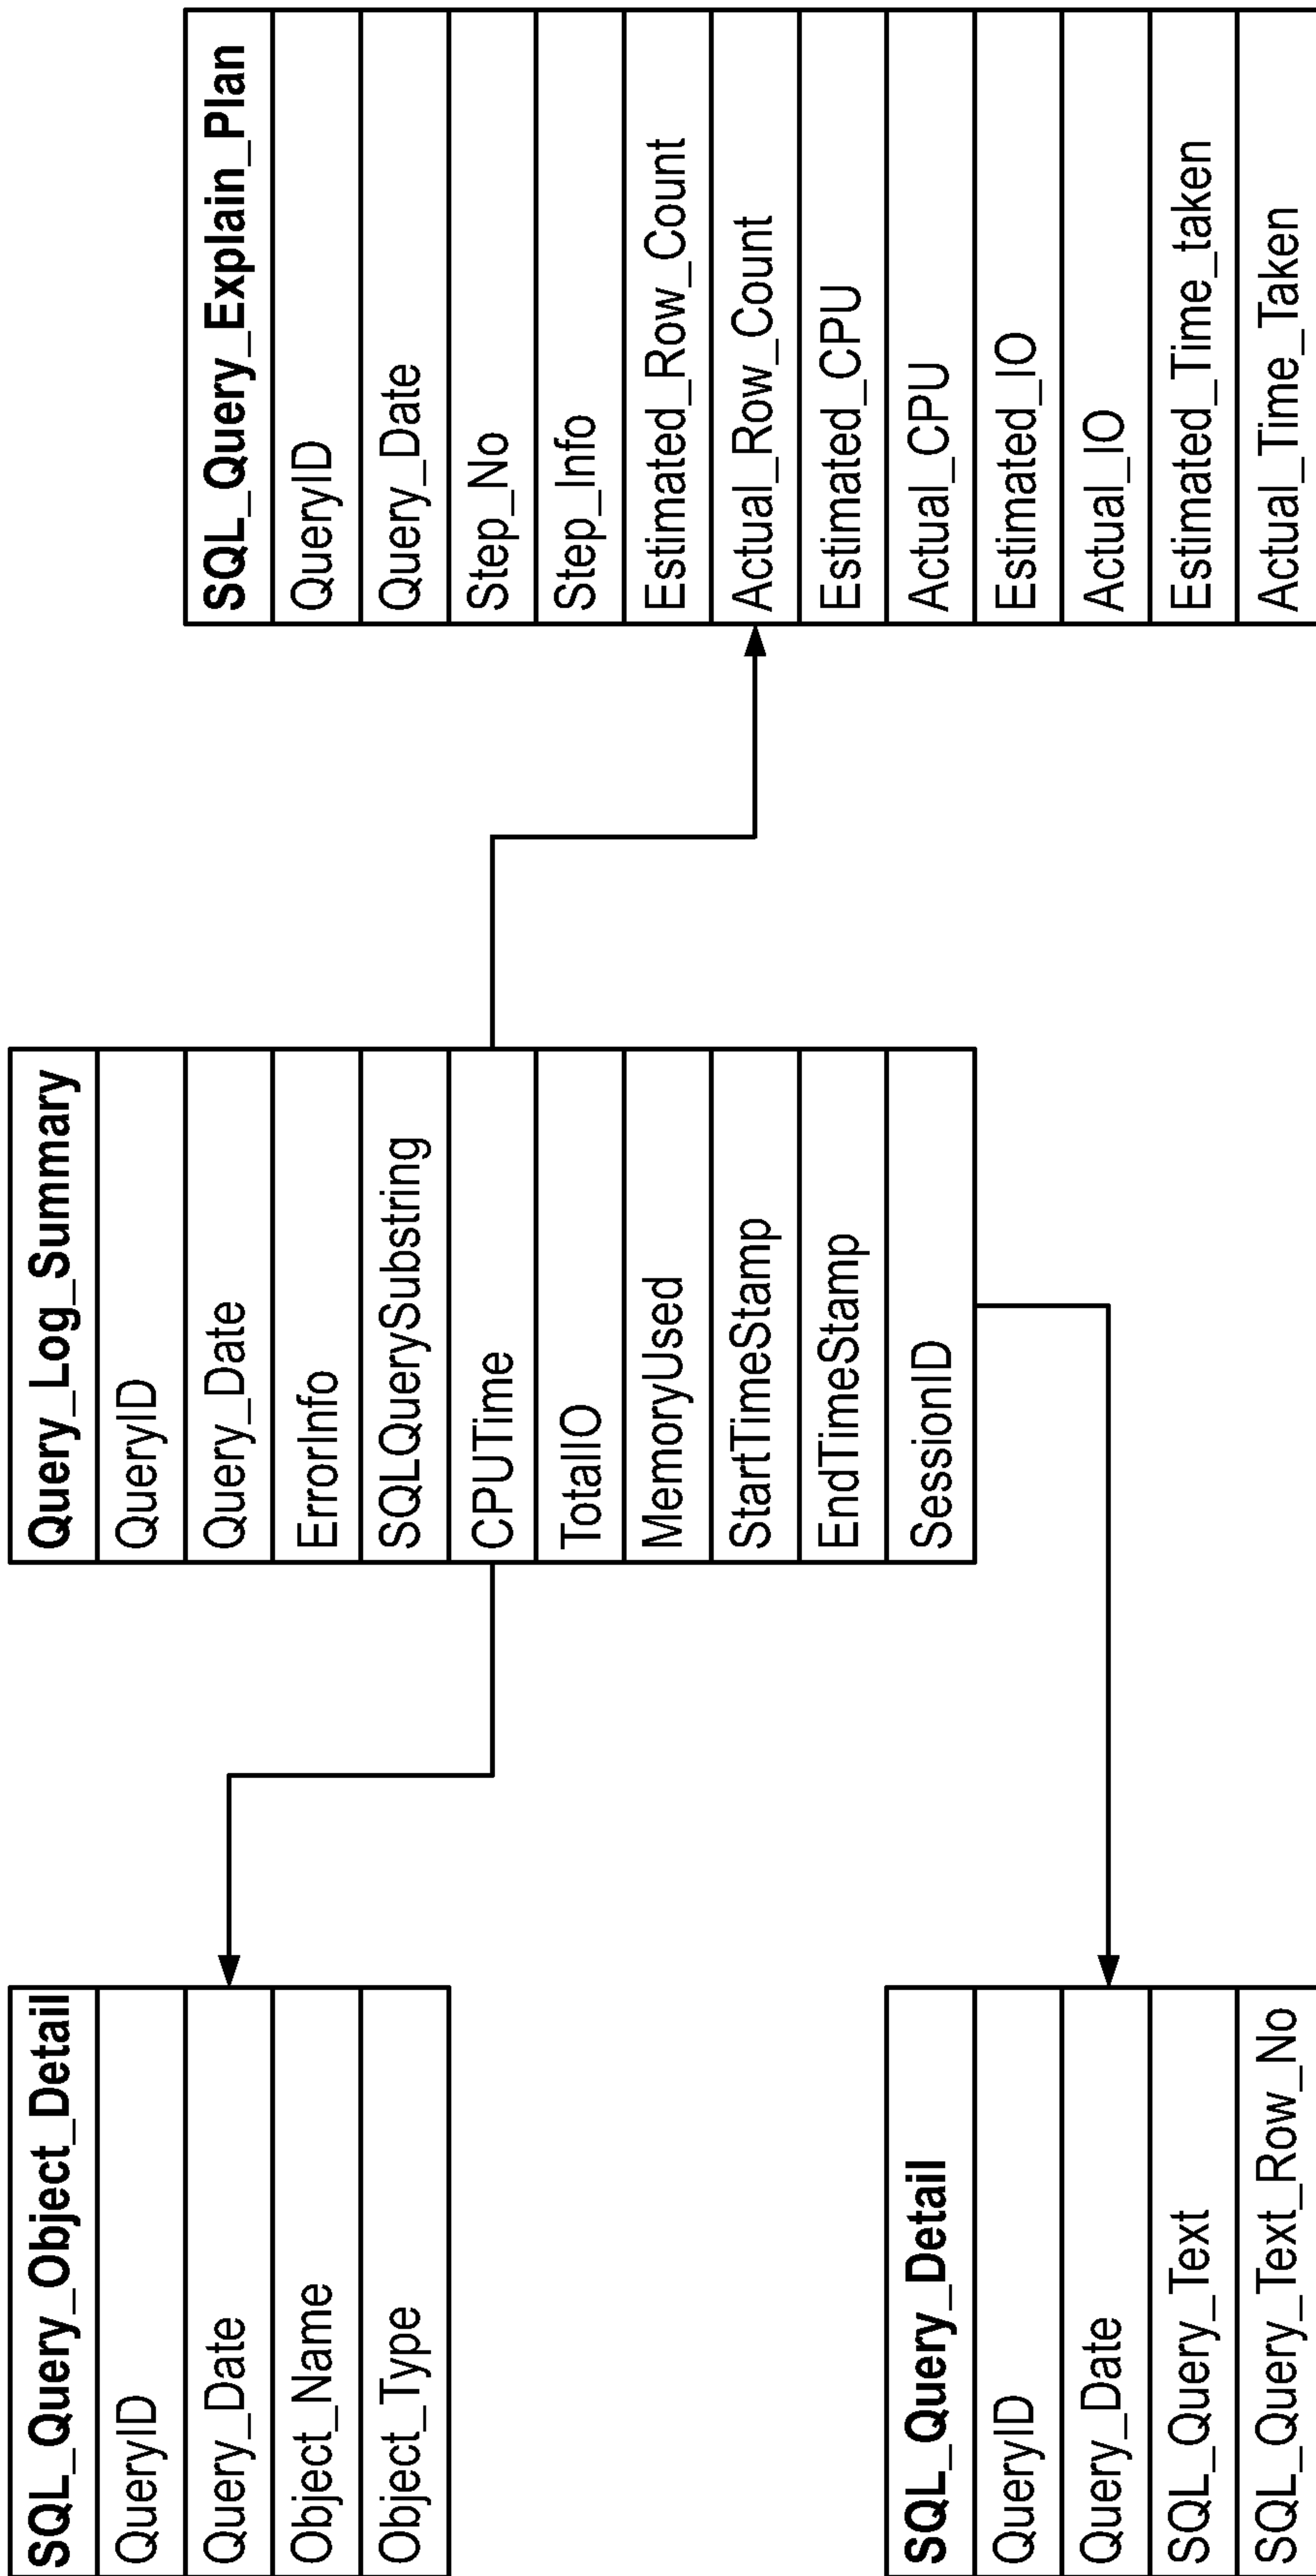 SQL_Query_Object_Detail
QueryID
Query_Date
Object_Name
Object_Type
SQL_Query_Detail
QueryID
Query_Date
SQL_Query_Text
SQL_Query_Text_Row_No
Query_Log_Summary
QueryID
Query_Date
ErrorInfo
SQLQuerySubstring
CPUTime
TotalIO
MemoryUsed
StartTimeStamp
EndTimeStamp
SessionID
SQL_Query_Explain_Plan
QueryID
Query_Date
Step_No
Step_Info
Estimated_Row_Count
Actual_Row_Count
Estimated_CPU
Actual_CPU
Estimated_IO
Actual_IO
Estimated_Time_taken
Actual_Time_Taken